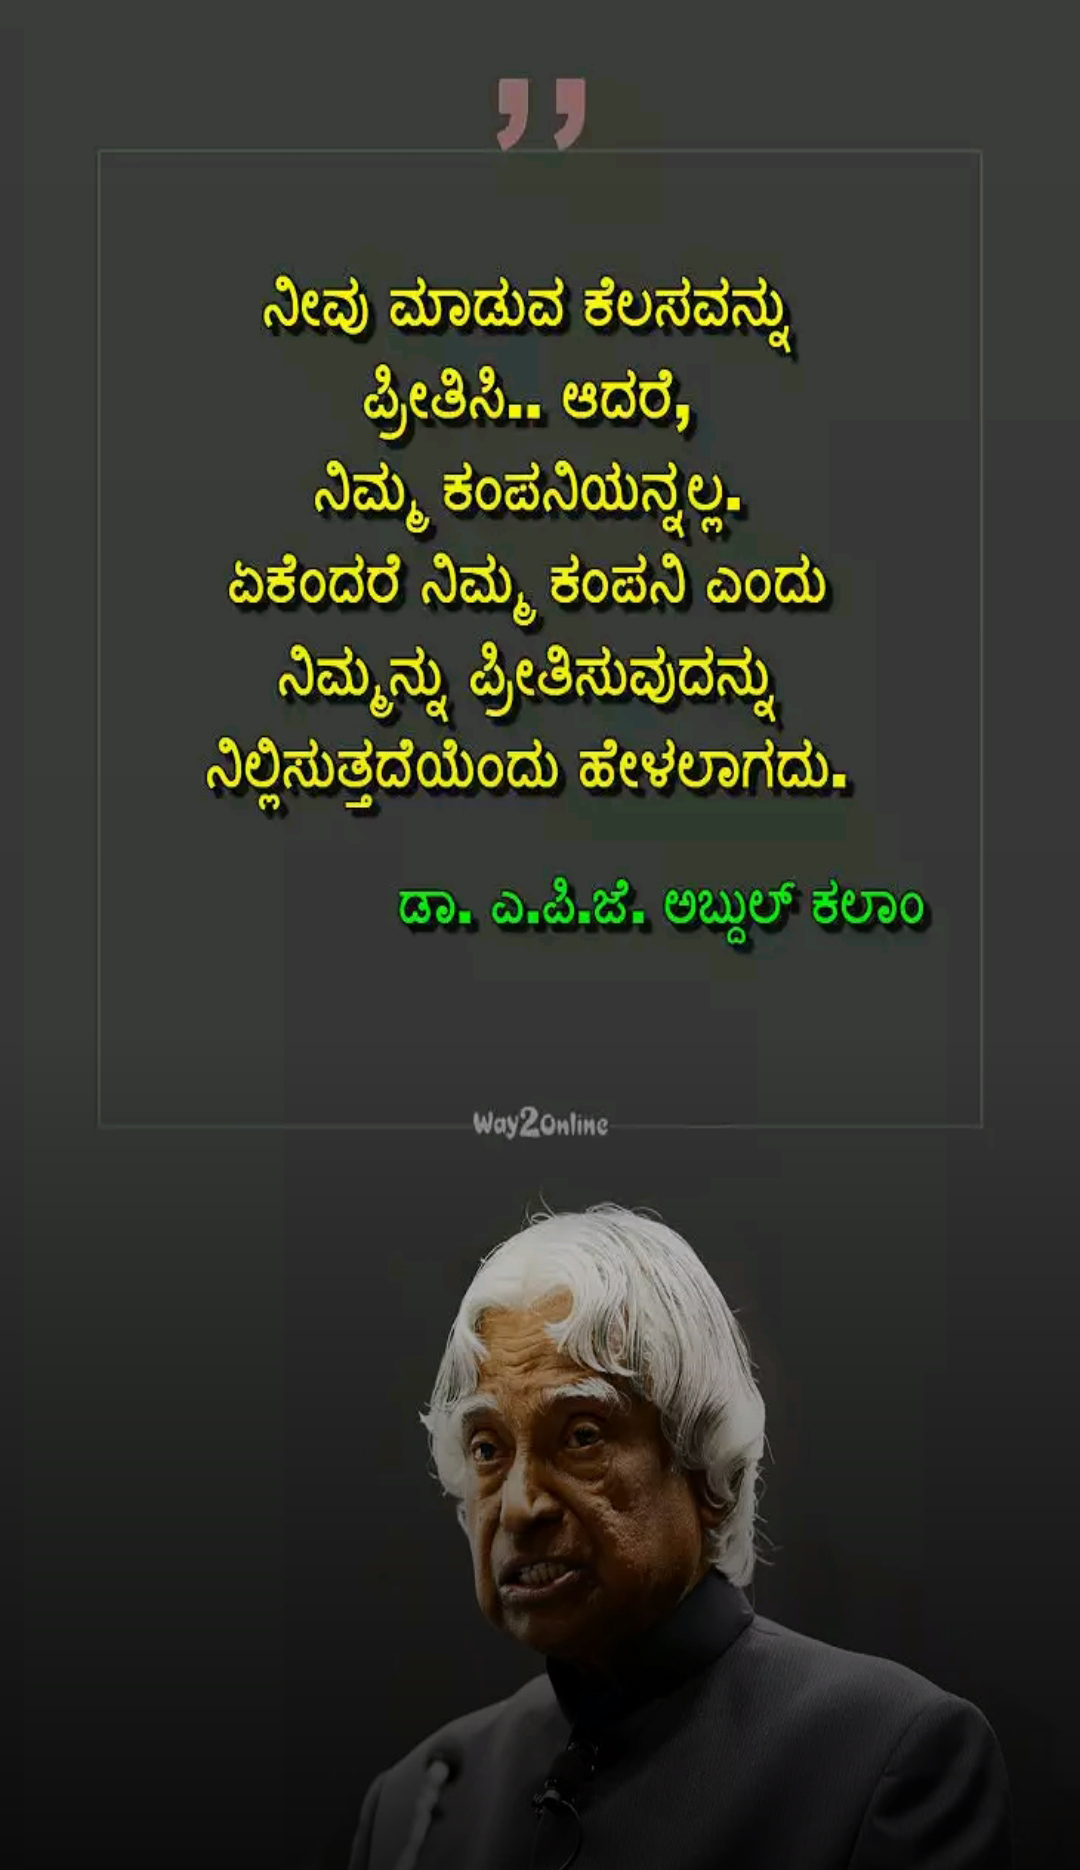 ನೀವು ಮಾಡುವ ಕೆಲಸವನ್ನು
ಪ್ರೀತಿಸಿ.. ಆದರೆ,
ನಿಮ್ಮ ಕಂಪನಿಯನ್ನಲ್ಲ.
ಏಕೆಂದರೆ ನಿಮ್ಮ ಕಂಪನಿ ಎಂದು
ನಿಮ್ಮನ್ನು ಪ್ರೀತಿಸುವುದನ್ನು
ನಿಲ್ಲಿಸುತ್ತದೆಯೆಂದು ಹೇಳಲಾಗದು.
ಡಾ. ಎ.ಪಿ.ಜೆ. ಅಬ್ದುಲ್ ಕಲಾಂ
Way2Online